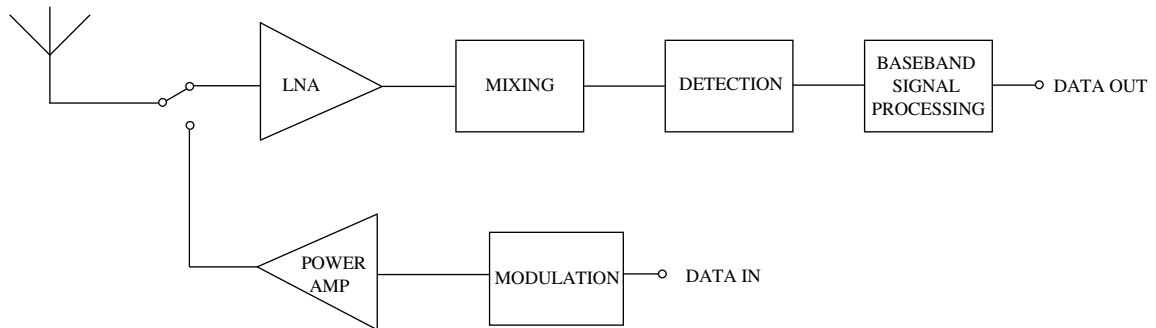 LNA
MIXING
DETECTION
BASEBAND
SIGNAL
PROCESSING
DATA OUT
POWER
AMP
MODULATION
DATA IN